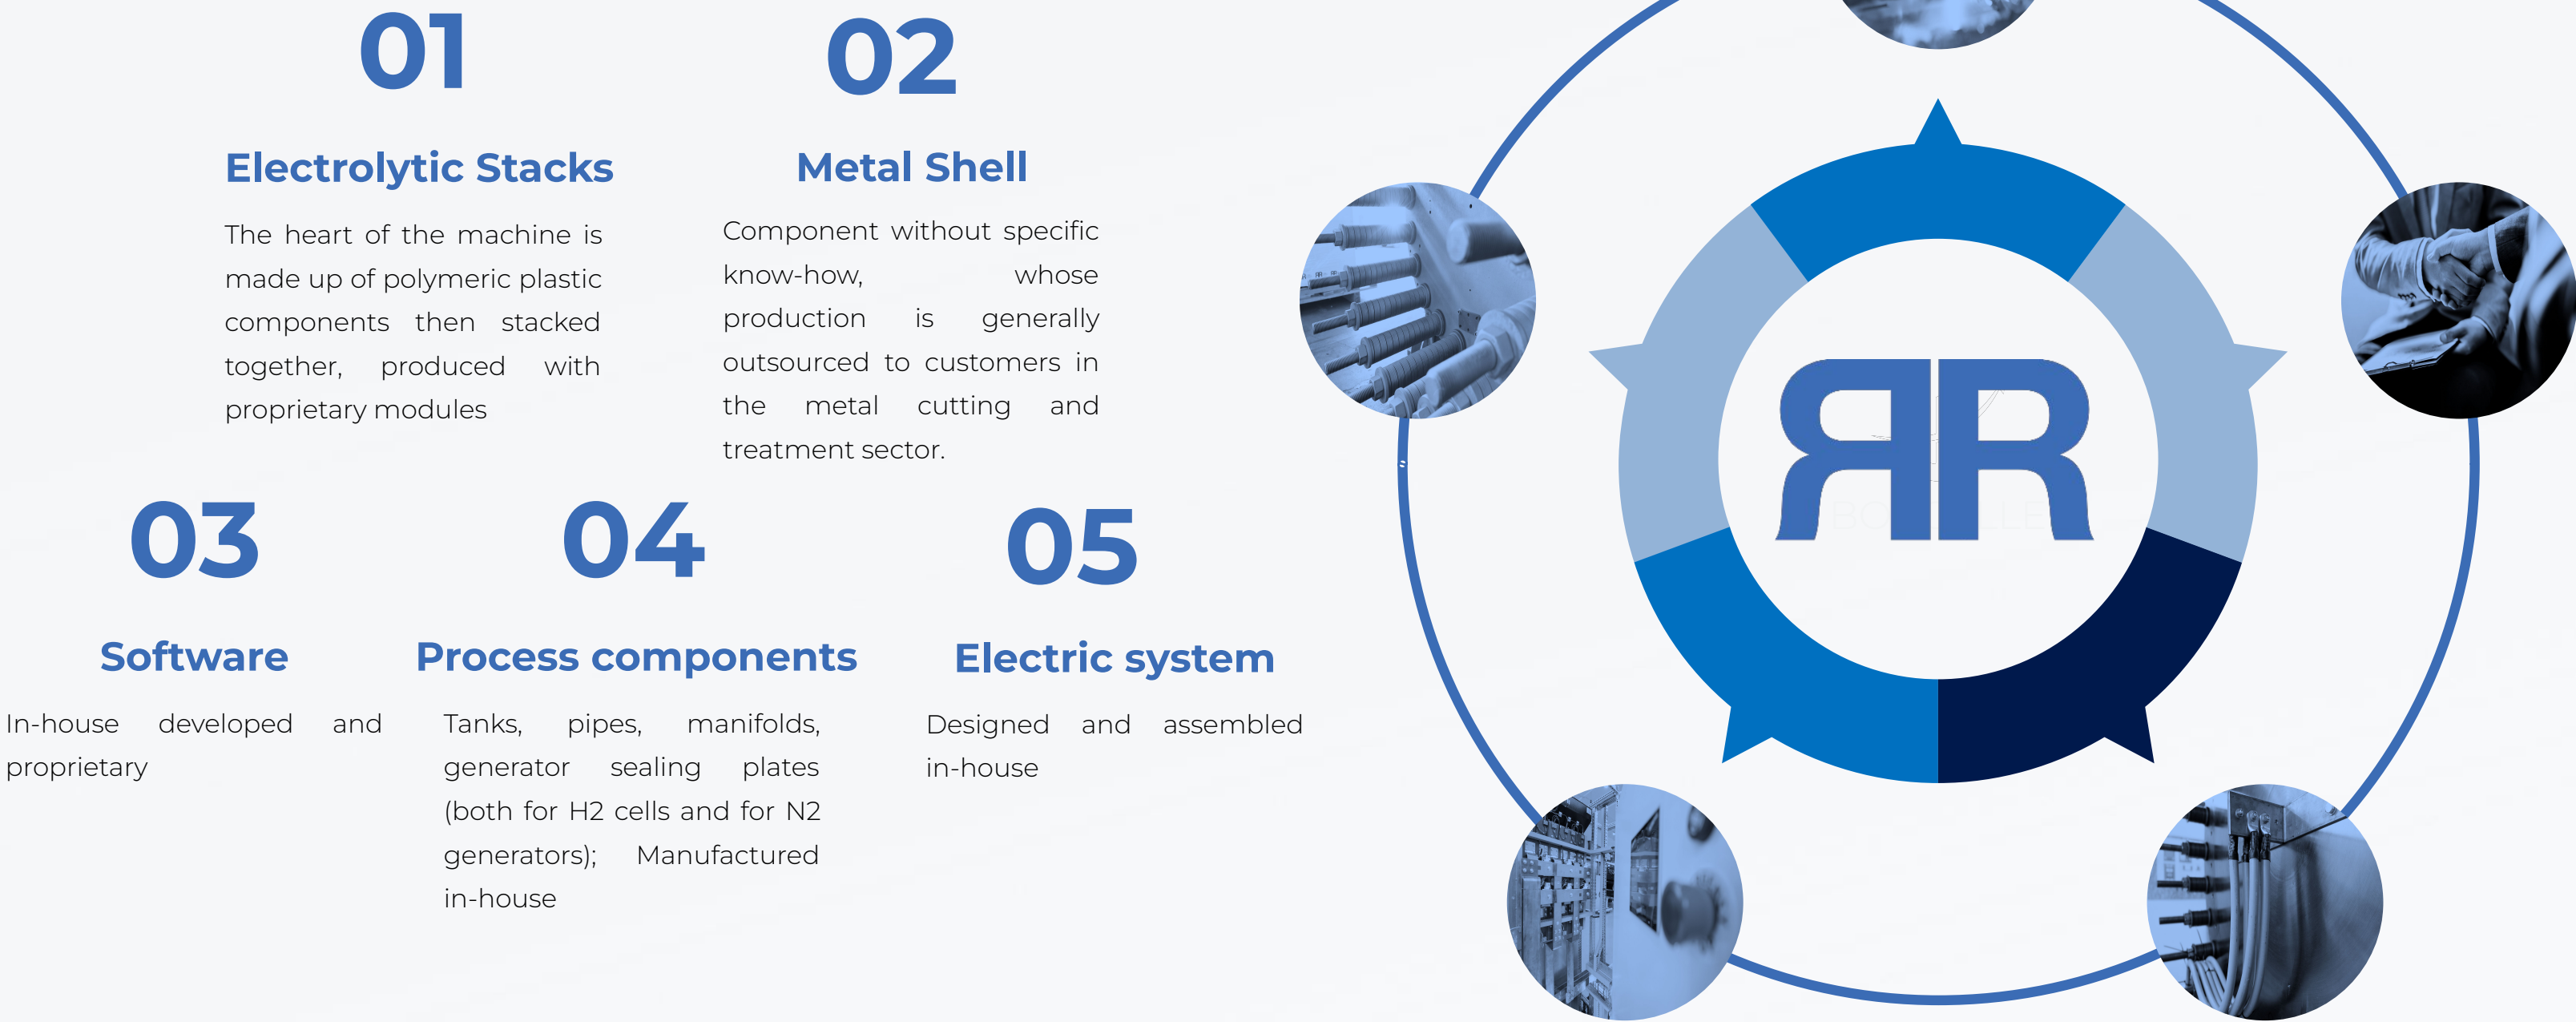 01
Electrolytic Stacks
The heart of the machine is
made up of polymeric plastic
components then stacked
together, produced with
proprietary modules
02
Metal Shell
Component without specific
know-how, whose
production is generally
outsourced to customers in
the metal cutting and
treatment sector.
03
Software
In-house developed and
proprietary
04
Process components
Tanks, pipes, manifolds,
generator sealing plates
(both for H2 cells and for N2
generators); Manufactured
in-house
05
Electric system
Designed and assembled
in-house
ЯR